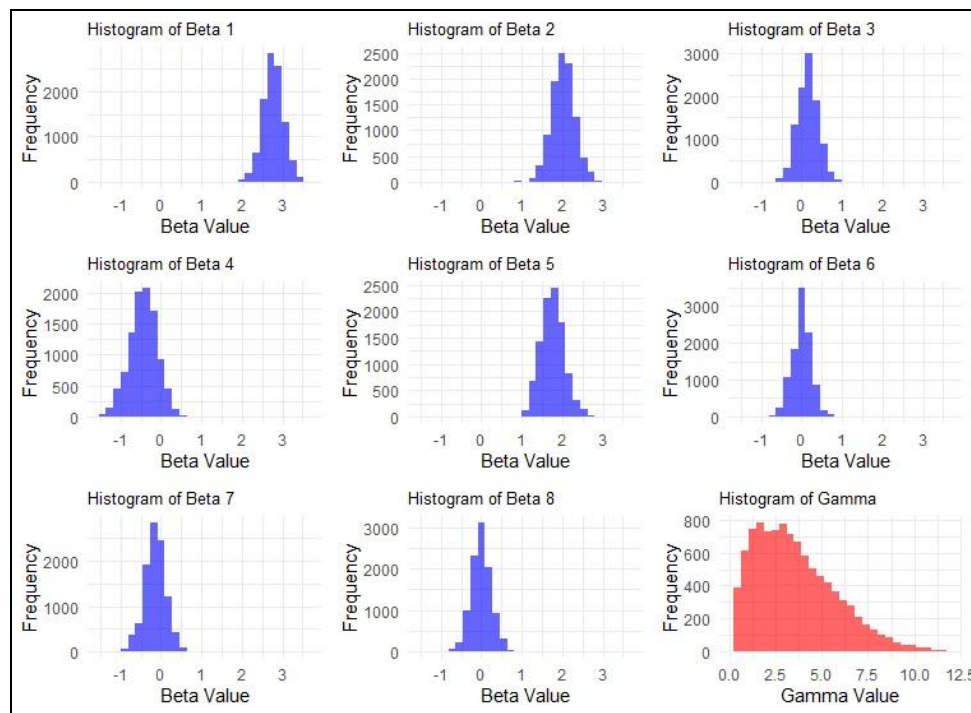 Histogram of Beta 1
Frequency
2000
1000
0
-1 0 1 2 3
Beta Value
Histogram of Beta 2
Frequency
2500
2000
1500
1000
500
0
-1 0 1 2 3
Beta Value
Histogram of Beta 3
Frequency
3000
2000
1000
0
-1 0 1 2 3
Beta Value
Histogram of Beta 4
Frequency
2000
1500
1000
500
0
-1 0 1 2 3
Beta Value
Histogram of Beta 5
Frequency
2500
2000
1500
1000
500
0
-1 0 1 2 3
Beta Value
Histogram of Beta 6
Frequency
3000
2000
1000
0
-1 0 1 2 3
Beta Value
Histogram of Beta 7
Frequency
2000
1000
0
-1 0 1 2 3
Beta Value
Histogram of Beta 8
Frequency
3000
2000
1000
0
-1 0 1 2 3
Beta Value
Histogram of Gamma
Frequency
800
600
400
200
0
0.0 2.5 5.0 7.5 10.0 12.5
Gamma Value